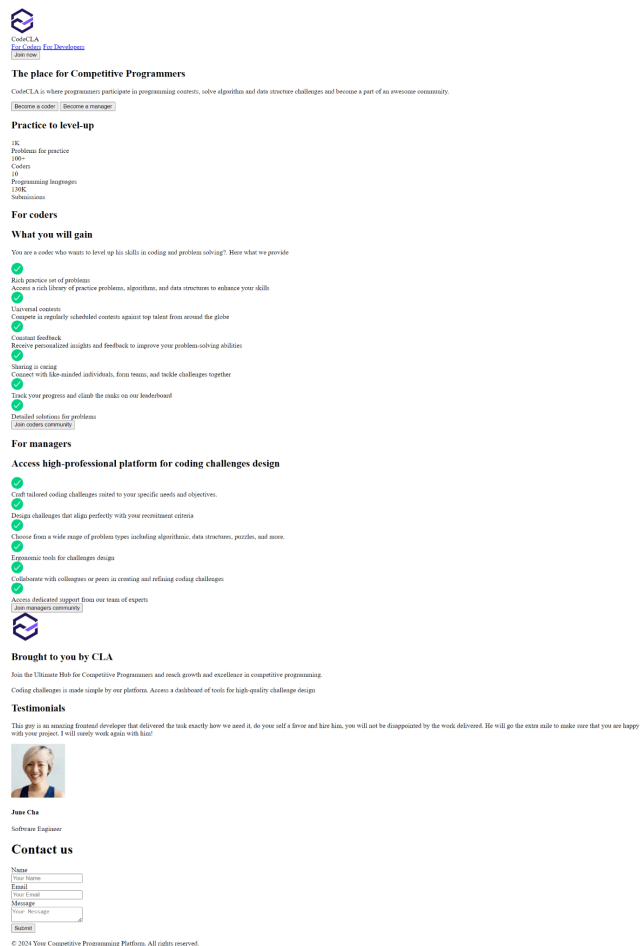 CodeCLA
For Coders For Developers
Join now
The place for Competitive Programmers
CodeCLA is where programmers participate in programming contests, solve algorithm and data structure challenges and become a part of an awesome community.
Become a coder Become a manager
Practice to level-up
1K
Problems for practice
100+
Coders
10
Programming languages
130K
Submissions
For coders
What you will gain
You are a coder who wants to level up his skills in coding and problem solving?. Here what we provide
Rich practice set of problems
Access a rich library of practice problems, algorithms, and data structures to enhance your skills
Universal contests
Compete in regularly scheduled contests against top talent from around the globe
Constant feedback
Receive personalized insights and feedback to improve your problem-solving abilities
Sharing is caring
Connect with like-minded individuals, form teams, and tackle challenges together
Track your progress and climb the ranks on our leaderboard
Detailed solutions for problems
Join coders community
For managers
Access high-professional platform for coding challenges design
Craft tailored coding challenges suited to your specific needs and objectives.
Design challenges that align perfectly with your recruitment criteria
Choose from a wide range of problem types including algorithmic, data structures, puzzles, and more.
Ergonomic tools for challenges design
Collaborate with colleagues or peers in creating and refining coding challenges
Access dedicated support from our team of experts
Join managers community
Brought to you by CLA
Join the Ultimate Hub for Competitive Programmers and reach growth and excellence in competitive programming.
Coding challenges is made simple by our platform. Access a dashboard of tools for high-quality challenge design
Testimonials
This guy is an amazing frontend developer that delivered the task exactly how we need it, do your self a favor and hire him, you will not be disappointed by the work delivered. He will go the extra mile to make sure that you are happy
with your project. I will surely work again with him!
June Cha
Software Engineer
Contact us
Name
Your Name
Email
Your Email
Message
Your Message
Submit
© 2024 Your Competitive Programming Platform. All rights reserved.